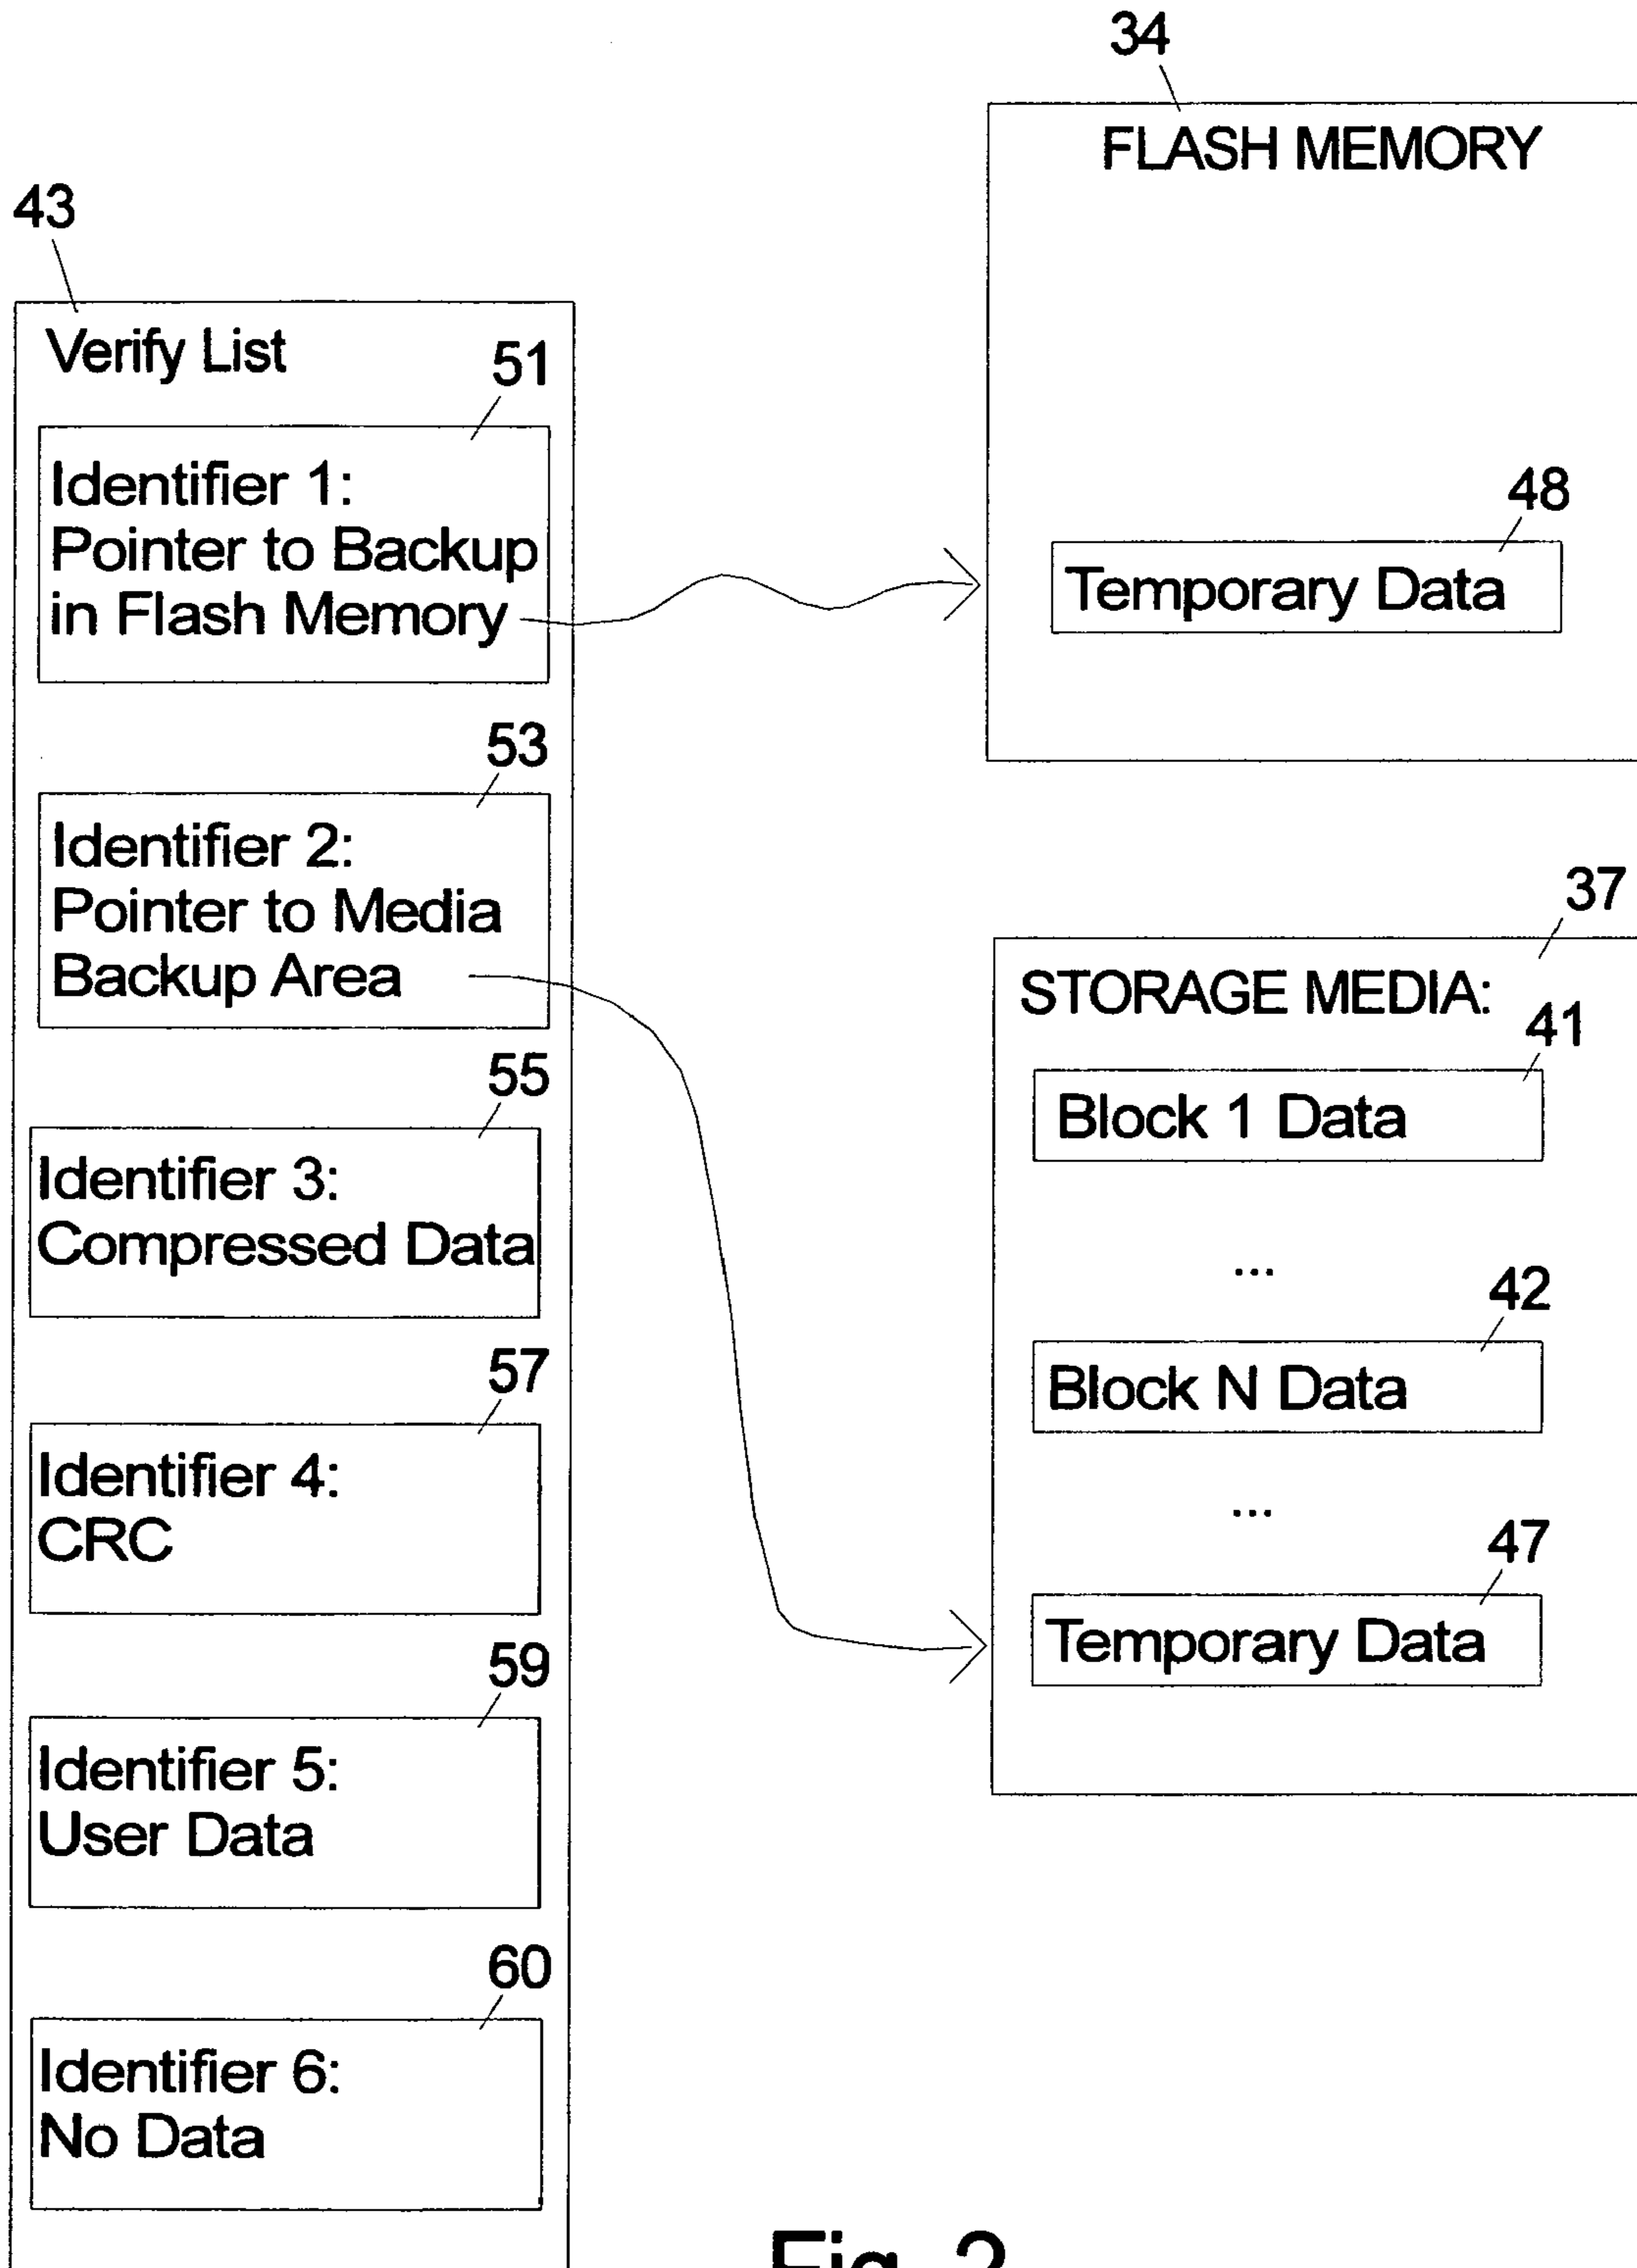 34
FLASH MEMORY
43
Verify List
51
Identifier 1:
Pointer to Backup
in Flash Memory
48
Temporary Data
53
Identifier 2:
Pointer to Media
Backup Area
37
STORAGE MEDIA:
41
Block 1 Data
55
Identifier 3:
Compressed Data
...
42
Block N Data
57
Identifier 4:
CRC
...
47
Temporary Data
59
Identifier 5:
User Data
60
Identifier 6:
No Data
Fig. 2